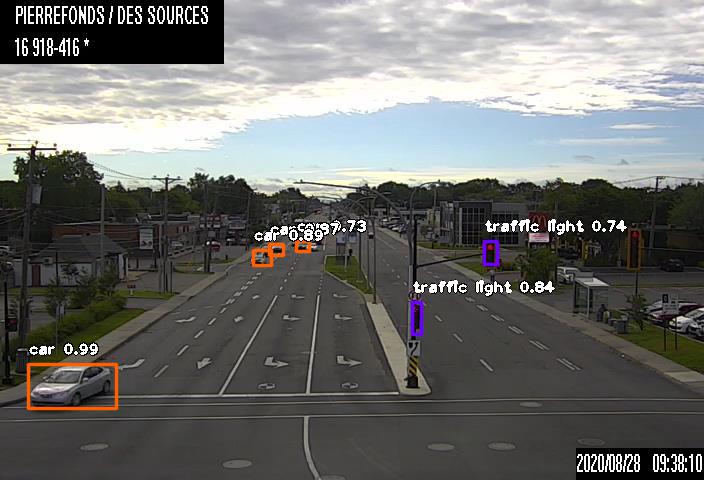 PIERREFONDS / DES SOURCES
16 918-416 *
traffic light 0.74
car 0.89
traffic light 0.84
car 0.99
2020/08/28 09:38:10